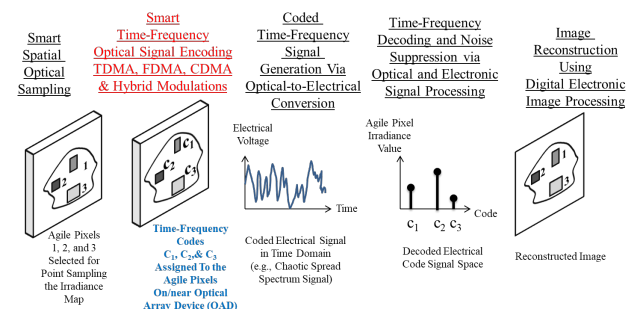 Smart
Spatial
Optical
Sampling
Smart
Time-Frequency
Optical Signal Encoding
TDMA, FDMA, CDMA
& Hybrid Modulations
Coded
Time-Frequency
Signal
Generation Via
Optical-to-Electrical
Conversion
Time-Frequency
Decoding and Noise
Suppression via
Optical and Electronic
Signal Processing
Image
Reconstruction
Using
Digital Electronic
Image Processing
1
2
3
Agile Pixels
1, 2, and 3
Selected for
Point Sampling
the Irradiance
Map
c1
c2
c3
Time-Frequency
Codes
C1, C2,& C3
Assigned To the
Agile Pixels
On/near Optical
Array Device (OAD)
Electrical
Voltage
Time
Coded Electrical Signal
in Time Domain
(e.g., Chaotic Spread
Spectrum Signal)
Agile Pixel
Irradiance
Value
Code
c1 c2 c3
Decoded Electrical
Code Signal Space
1
2
3
Reconstructed Image